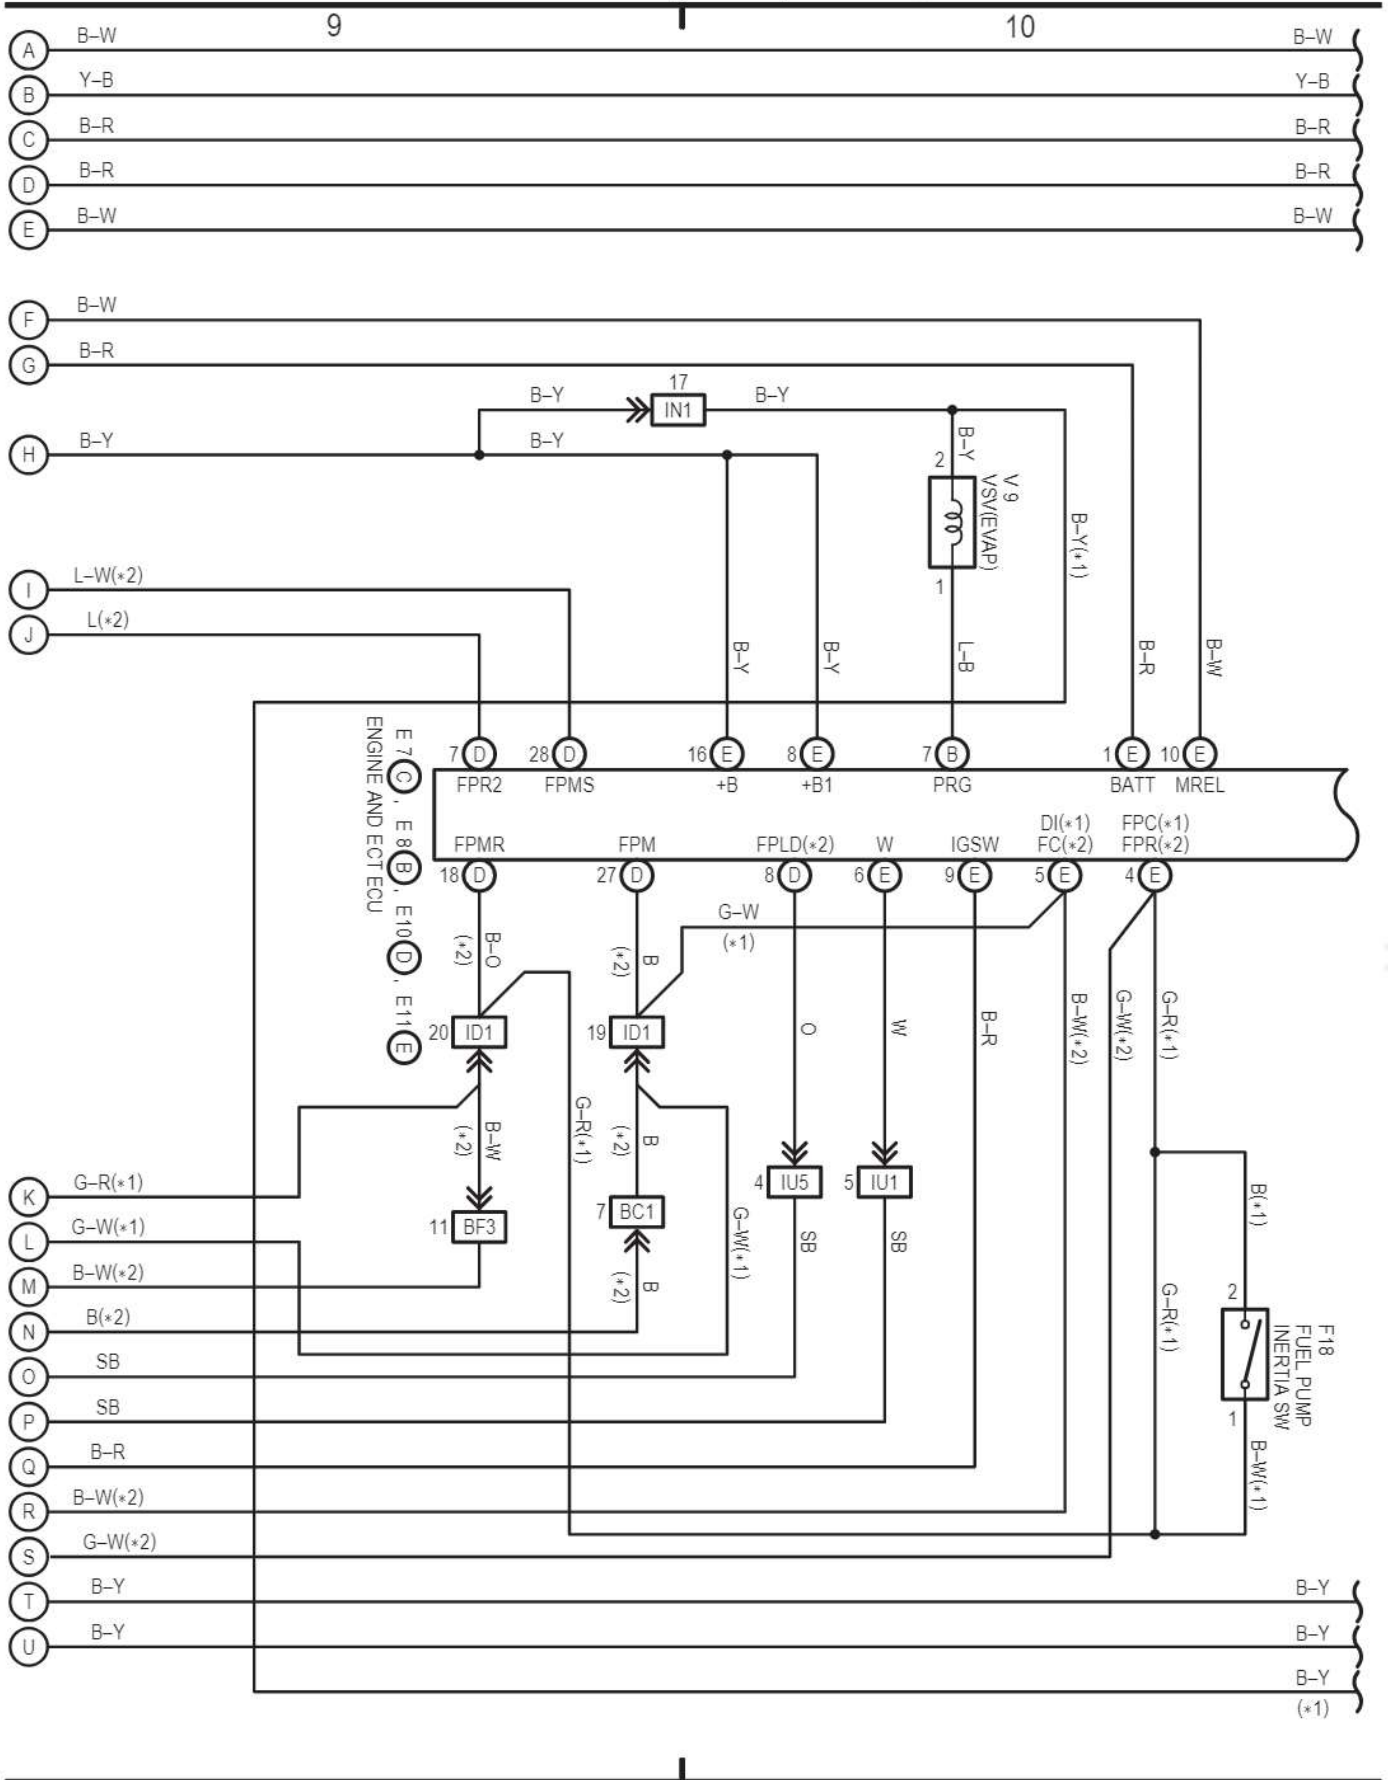 9
10
A
B–W
B–W
B
Y–B
Y–B
C
B–R
B–R
D
B–R
B–R
E
B–W
B–W
F
B–W
G
B–R
17
B–Y
IN1
B–Y
H
B–Y
B–Y
B–Y
2
V 9
VSV(EVAP)
B–Y(*1)
1
I
L–W(*2)
J
L(*2)
B–Y
B–Y
L–B
B–R
B–W
E 7 C , E 8 B , E10 D , E11 E
ENGINE AND ECT ECU
7 D
28 D
16 E
8 E
7 B
1 E
10 E
FPR2
FPMS
+B
+B1
PRG
BATT
MREL
DI(*1)
FPC(*1)
FPMR
FPM
FPLD(*2)
W
IGSW
FC(*2)
FPR(*2)
18 D
27 D
8 D
6 E
9 E
5 E
4 E
G–W
(*1)
B–O
(*2)
B
(*2)
O
W
B–R
B–W(*2)
G–W(*2)
G–R(*1)
20 ID1
19 ID1
B–W
(*2)
G–R(*1)
B
(*2)
4 IU5
5 IU1
B(*1)
K
G–R(*1)
11 BF3
7 BC1
G–W(*1)
SB
SB
L
G–W(*1)
M
B–W(*2)
B
(*2)
G–R(*1)
2
F18
FUEL PUMP
INERTIA SW
1
N
B(*2)
O
SB
P
SB
Q
B–R
B–W(*1)
R
B–W(*2)
S
G–W(*2)
T
B–Y
B–Y
U
B–Y
B–Y
B–Y
(*1)